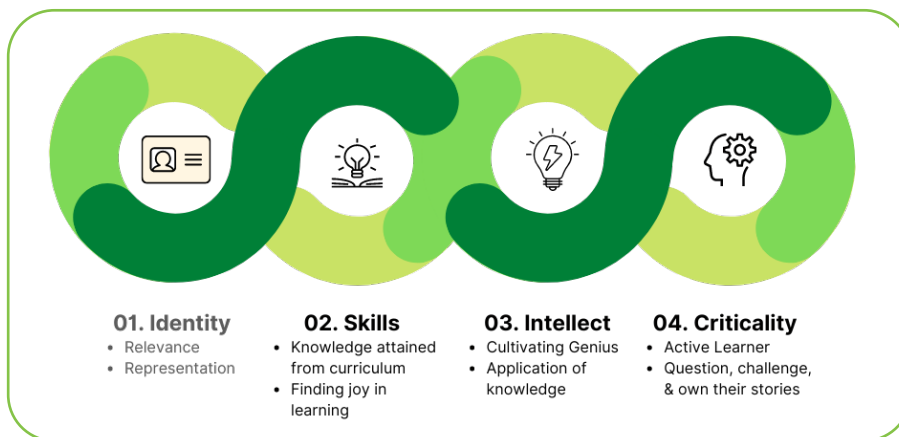 01. Identity
• Relevance
• Representation
02. Skills
• Knowledge attained
from curriculum
• Finding joy in
learning
03. Intellect
• Cultivating Genius
• Application of
knowledge
04. Criticality
• Active Learner
• Question, challenge,
& own their stories